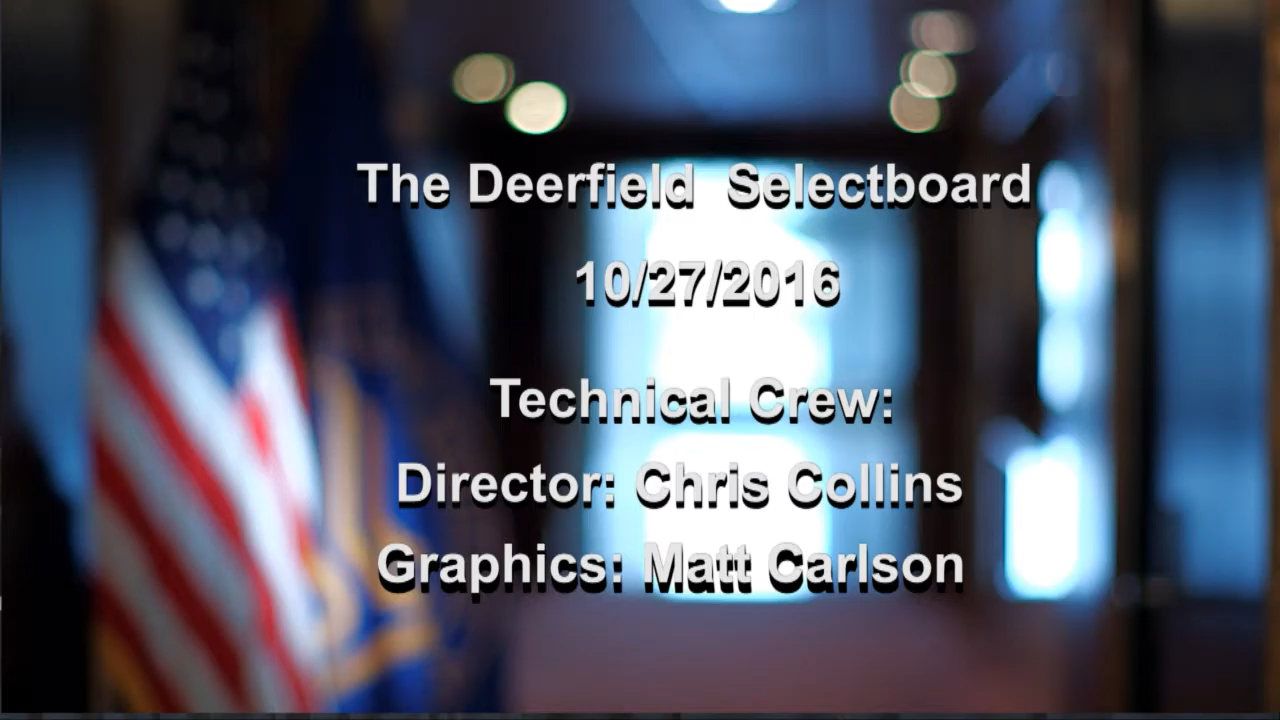 The Deerfield  Selectboard
10/27/2016
Technical Crew:
Director: Chris Collins
Graphics: Matt Carlson